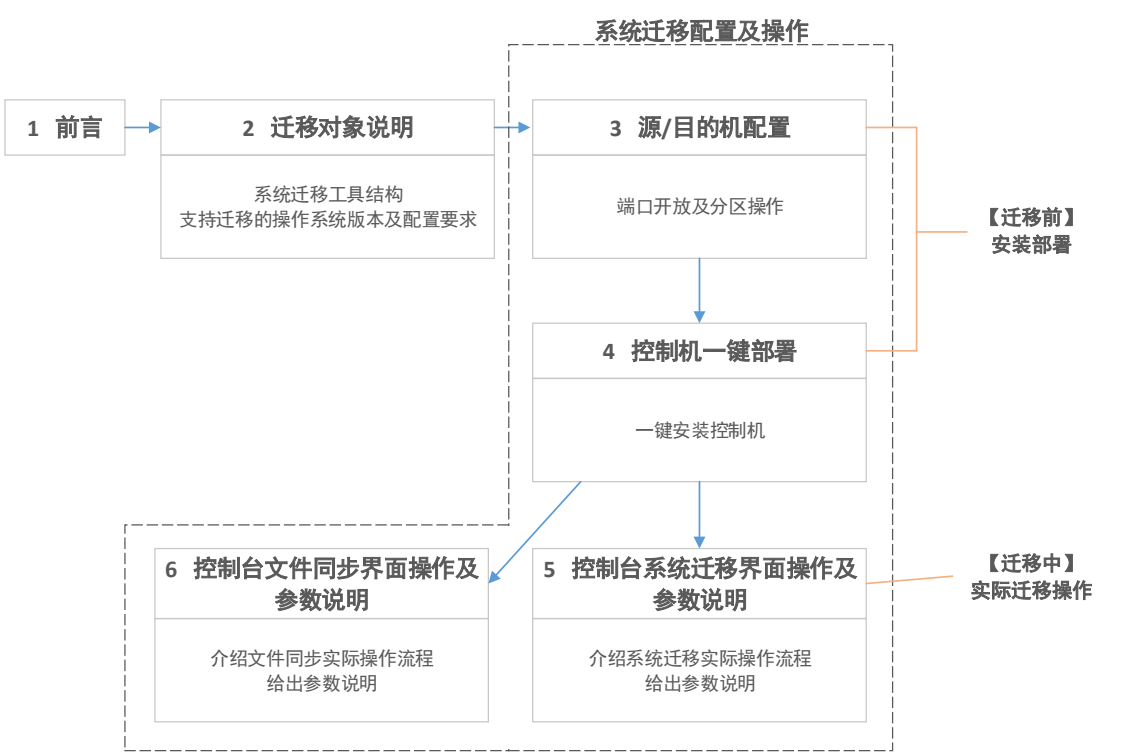 系统迁移配置及操作
1 前言
2 迁移对象说明
系统迁移工具结构
支持迁移的操作系统版本及配置要求
3 源/目的机配置
端口开放及分区操作
【迁移前】
安装部署
4 控制机一键部署
一键安装控制机
6 控制台文件同步界面操作及
参数说明
介绍文件同步实际操作流程
给出参数说明
5 控制台系统迁移界面操作及
参数说明
介绍系统迁移实际操作流程
给出参数说明
【迁移中】
实际迁移操作